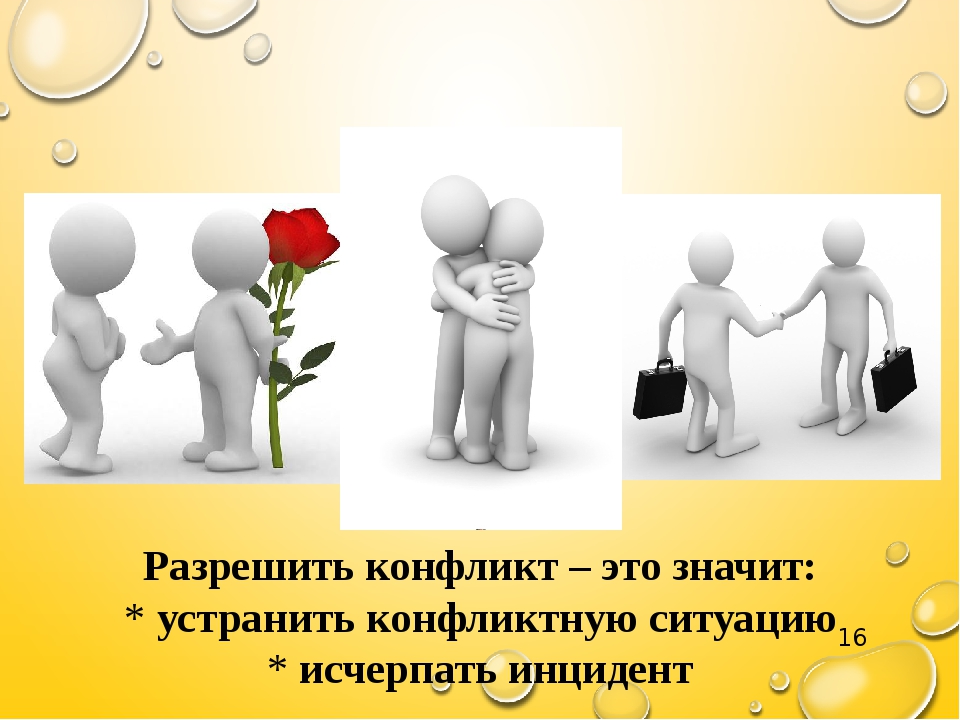 Разрешить конфликт – это значит:
* устранить конфликтную ситуацию
16
* исчерпать инцидент